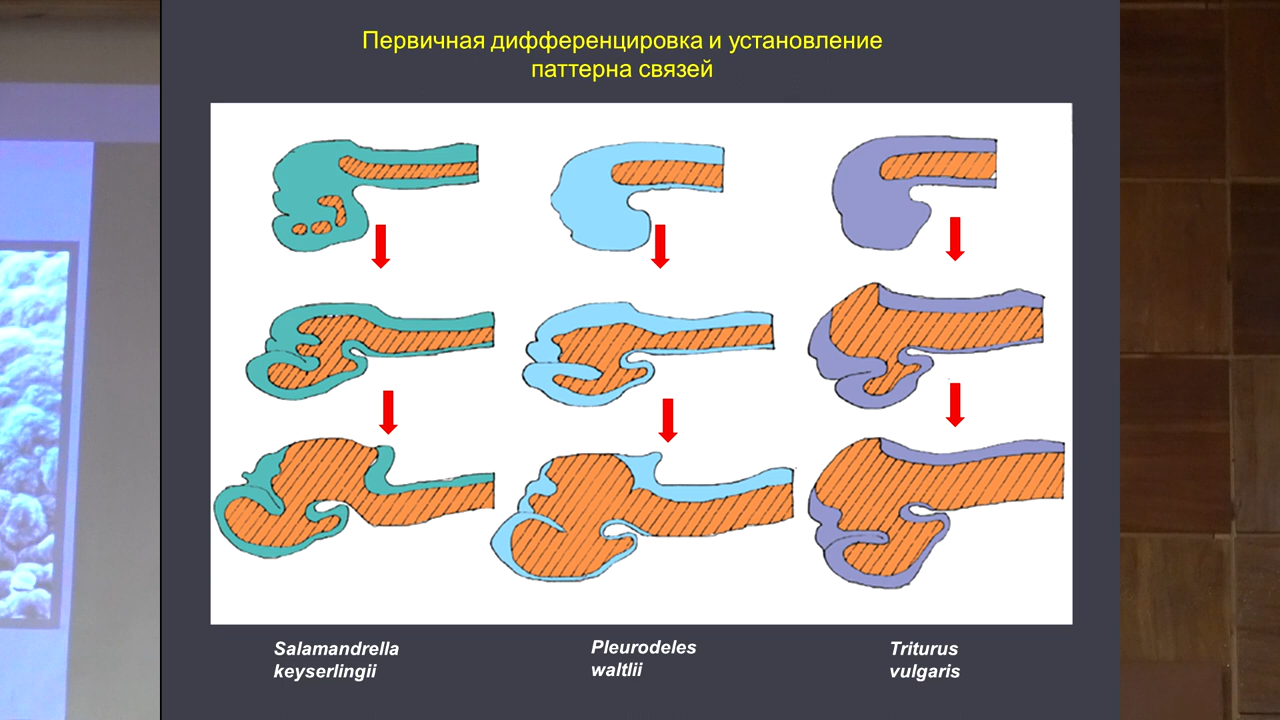 Первичная дифференцировка и установление
паттерна связей
Salamandrella
keyserlingii
Pleurodeles
waltlii
Triturus
vulgaris